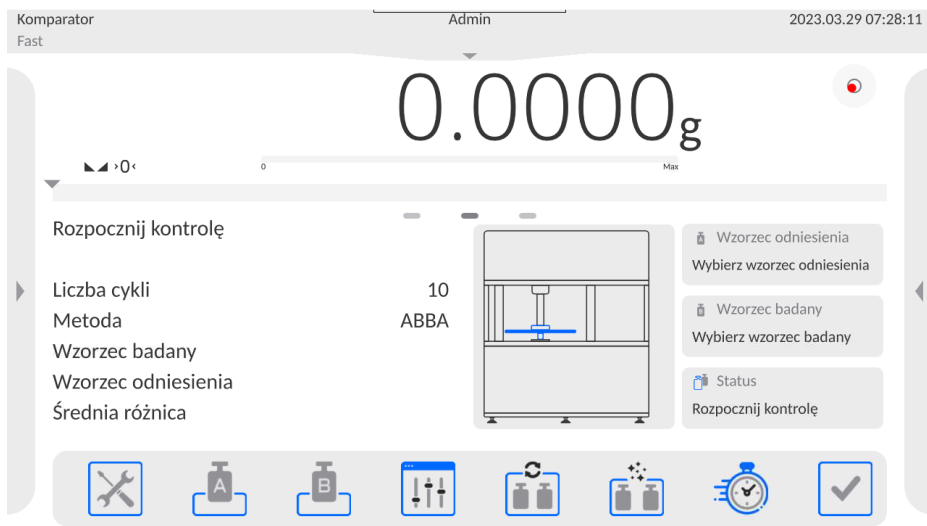 Komparator
Admin
2023.03.29 07:28:11
Fast
0.0000 g
›0‹
0
Max
Rozpocznij kontrolę
Liczba cykli 10
Metoda ABBA
Wzorzec badany
Wzorzec odniesienia
Średnia różnica
Wzorzec odniesienia
Wybierz wzorzec odniesienia
Wzorzec badany
Wybierz wzorzec badany
Status
Rozpocznij kontrolę
A
B